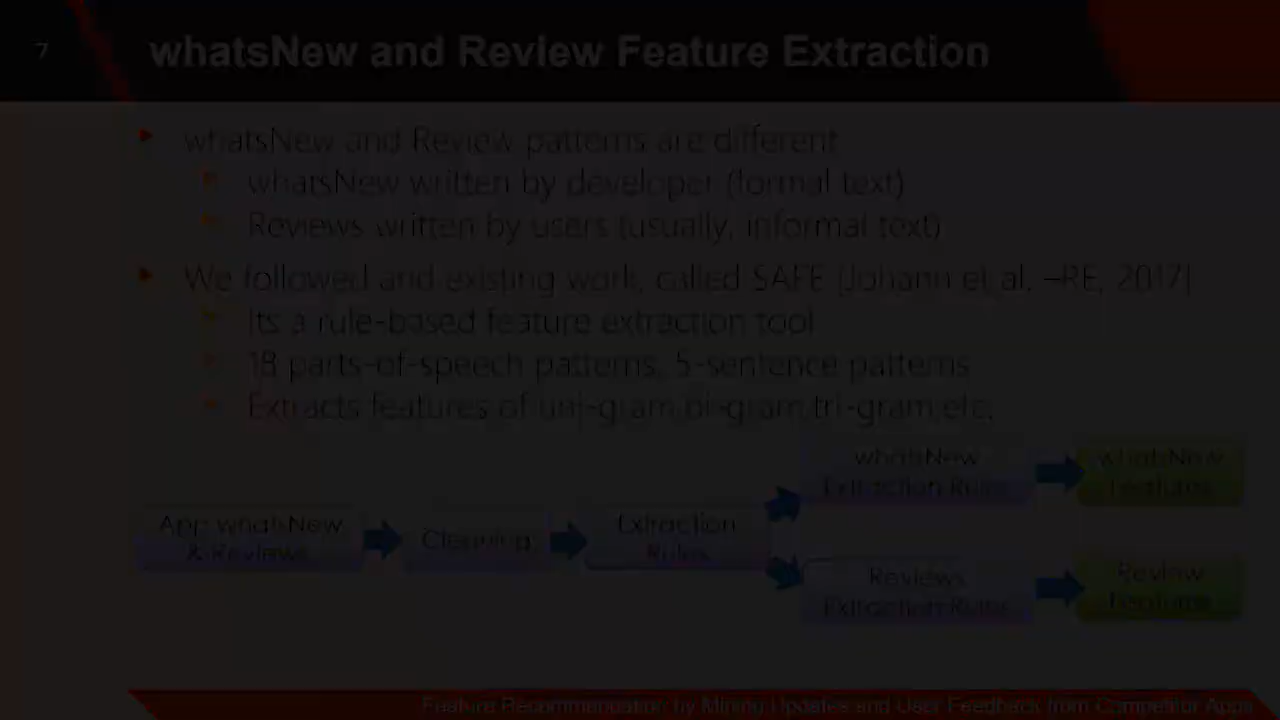 7
whatsNew and Review Feature Extraction
whatsNew and Review patterns are different
whatsNew written by developer (formal text)
Reviews written by users (usually, informal text)
We followed and existing work, called SAFE [Johann et al. –RE, 2017]
Its a rule-based feature extraction tool
18 parts-of-speech patterns, 5-sentence patterns
Extracts features of uni-gram,bi-gram,tri-gram,etc.
App whatsNew
& Reviews
Cleaning
Extraction
Rules
whatsNew
Extraction Rules
whatsNew
Features
Reviews
Extraction Rules
Review
Features
Feature Recommendation by Mining Updates and User Feedback from Competitor Apps